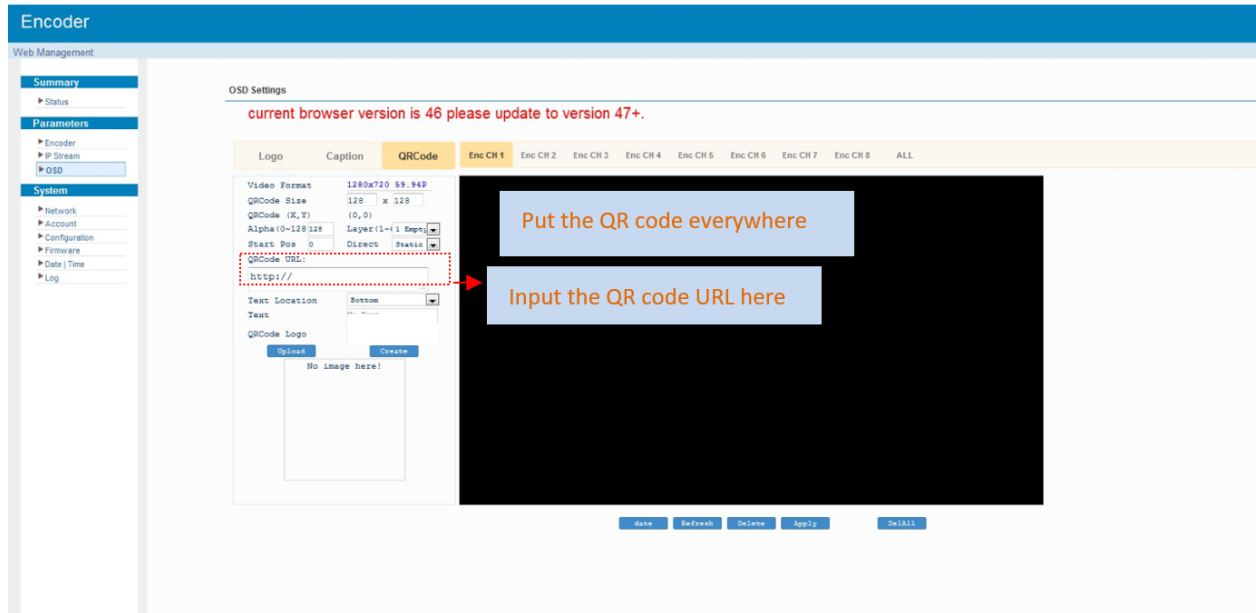 Encoder
Web Management
Summary
Status
Parameters
Encoder
IP Stream
OSD
System
Network
Account
Configuration
Firmware
Date | Time
Log
OSD Settings
current browser version is 46 please update to version 47+.
Logo Caption QRCode
Enc CH 1 Enc CH 2 Enc CH 3 Enc CH 4 Enc CH 5 Enc CH 6 Enc CH 7 Enc CH 8 ALL
Video Format 1280x720 59.94P
QRCode Size 128 x 128
QRCode (X,Y) (0,0)
Alpha(0~128 128 Layer(1~ 1 Empty
Start Pos 0 Direct Static
QRCode URL:
http://
Text Location Bottom
Text
QRCode Logo
Upload Create
No image here!
Put the QR code everywhere
Input the QR code URL here
date Refresh Delete Apply DelAll